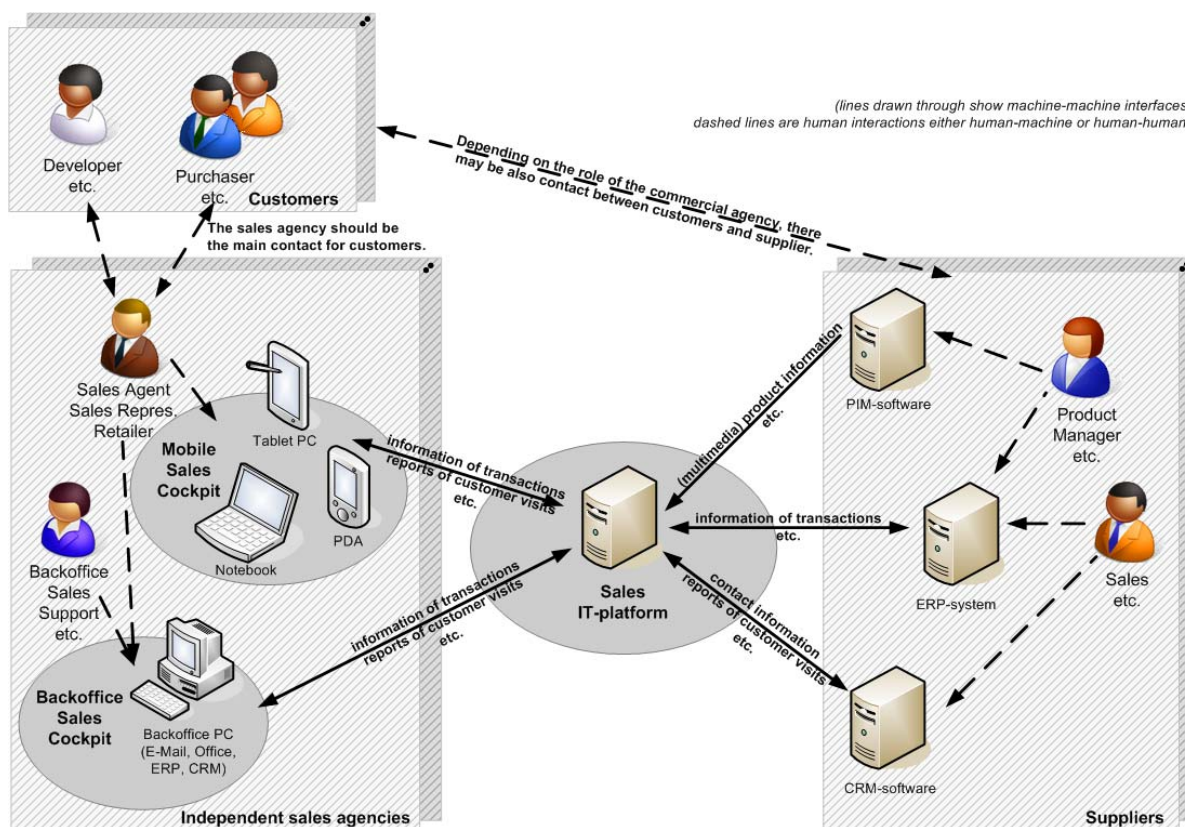 (lines drawn through show machine-machine interfaces
dashed lines are human interactions either human-machine or human-human
Developer
etc.
Purchaser
etc.
Customers
Depending on the role of the commercial agency, there
may be also contact between customers and supplier.
The sales agency should be
the main contact for customers.
Sales Agent
Sales Repres.
Retailer
Mobile
Sales
Cockpit
Tablet PC
PDA
Notebook
information of transactions
reports of customer visits
etc.
Backoffice
Sales
Support
etc.
Backoffice
Sales
Cockpit
Backoffice PC
(E-Mail, Office,
ERP, CRM)
information of transactions
reports of customer visits
etc.
Independent sales agencies
Sales
IT-platform
(multimedia) product information
etc.
information of transactions
etc.
contact information
reports of customer visits
etc.
PIM-software
Product
Manager
etc.
ERP-system
Sales
etc.
CRM-software
Suppliers